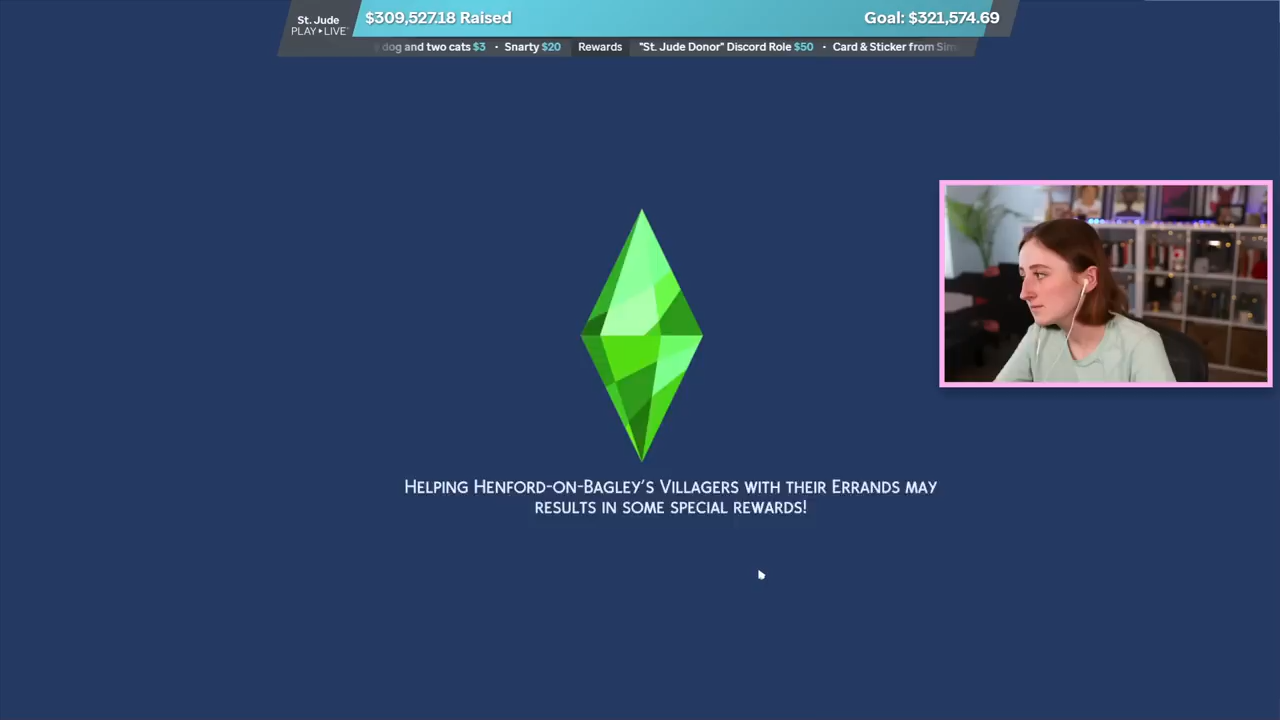 St. Jude
PLAY LIVE
$309,527.18 Raised
Goal: $321,574.69
dog and two cats $3 · Snarty $20 Rewards "St. Jude Donor" Discord Role $50 · Card & Sticker from
HELPING HENFORD-ON-BAGLEY'S VILLAGERS WITH THEIR ERRANDS MAY
RESULTS IN SOME SPECIAL REWARDS!